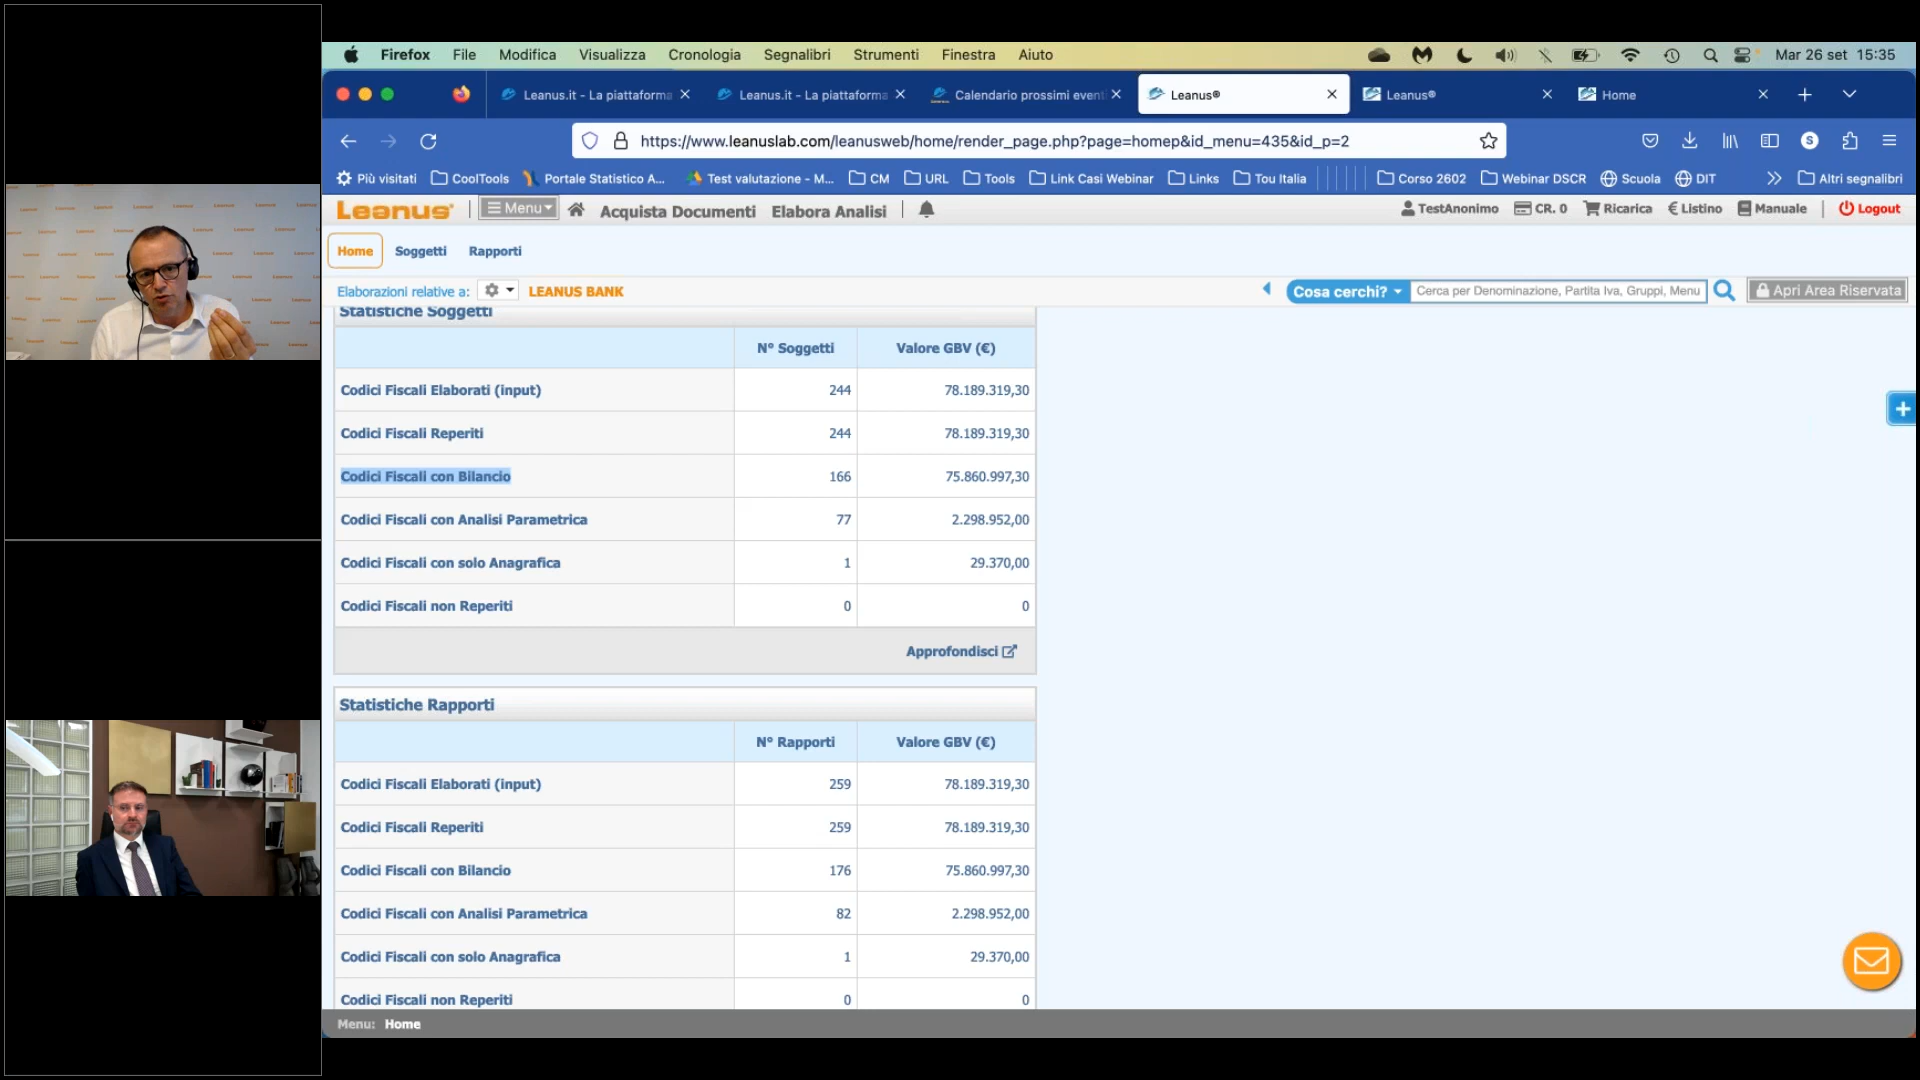 Firefox File Modifica Visualizza Cronologia Segnalibri Strumenti Finestra Aiuto Mar 26 set 15:35
Leanus.it - La piattaforma Leanus.it - La piattaforma Calendario prossimi event Leanus® Leanus® Home
https://www.leanuslab.com/leanusweb/home/render_page.php?page=homep&id_menu=435&id_p=2
Più visitati CoolTools Portale Statistico A... Test valutazione - M... CM URL Tools Link Casi Webinar Links Tou Italia Corso 2602 Webinar DSCR Scuola DIT Altri segnalibri
Leanus® Menu Acquista Documenti Elabora Analisi TestAnonimo CR. 0 Ricarica € Listino Manuale Logout
Home Soggetti Rapporti
Elaborazioni relative a: LEANUS BANK Cosa cerchi? Cerca per Denominazione, Partita Iva, Gruppi, Menu Apri Area Riservata
Statistiche Soggetti
N° Soggetti Valore GBV (€)
Codici Fiscali Elaborati (input) 244 78.189.319,30
Codici Fiscali Reperiti 244 78.189.319,30
Codici Fiscali con Bilancio 166 75.860.997,30
Codici Fiscali con Analisi Parametrica 77 2.298.952,00
Codici Fiscali con solo Anagrafica 1 29.370,00
Codici Fiscali non Reperiti 0 0
Approfondisci
Statistiche Rapporti
N° Rapporti Valore GBV (€)
Codici Fiscali Elaborati (input) 259 78.189.319,30
Codici Fiscali Reperiti 259 78.189.319,30
Codici Fiscali con Bilancio 176 75.860.997,30
Codici Fiscali con Analisi Parametrica 82 2.298.952,00
Codici Fiscali con solo Anagrafica 1 29.370,00
Codici Fiscali non Reperiti 0 0
Menu: Home